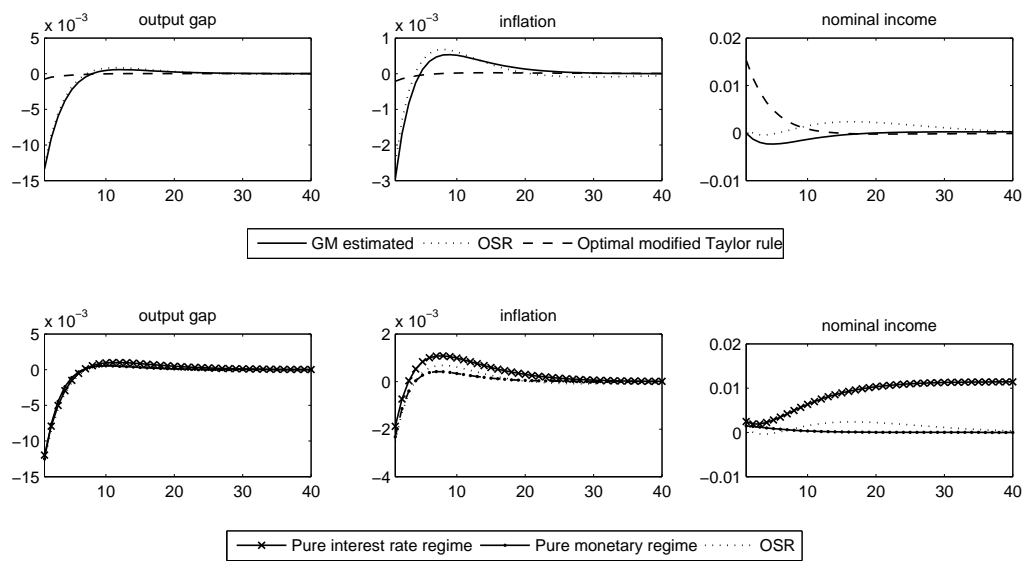 output gap
x 10⁻³
5
0
−5
−10
−15
10 20 30 40
inflation
x 10⁻³
1
0
−1
−2
−3
10 20 30 40
nominal income
0.02
0.01
0
−0.01
10 20 30 40
GM estimated OSR Optimal modified Taylor rule
output gap
x 10⁻³
5
0
−5
−10
−15
10 20 30 40
inflation
x 10⁻³
2
0
−2
−4
10 20 30 40
nominal income
0.02
0.01
0
−0.01
10 20 30 40
Pure interest rate regime Pure monetary regime OSR